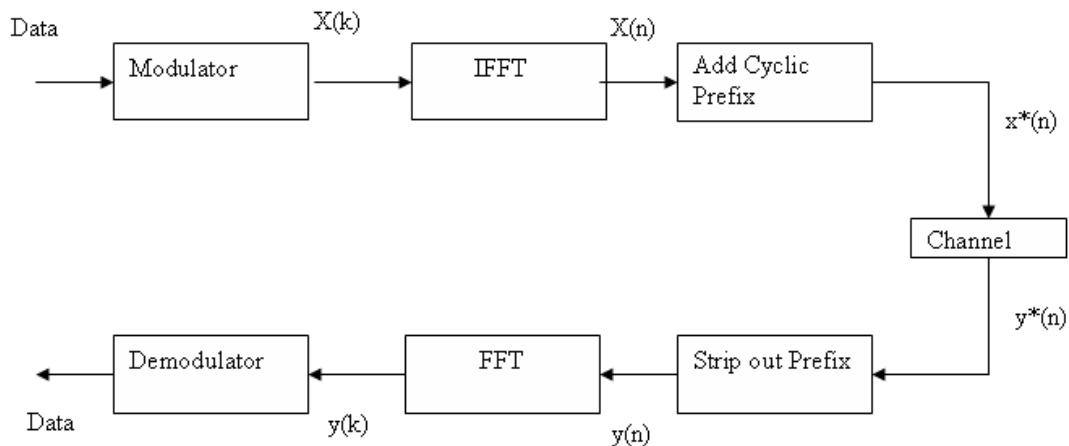 Data
X(k)
X(n)
Modulator
IFFT
Add Cyclic
Prefix
x*(n)
Channel
y*(n)
Demodulator
FFT
Strip out Prefix
Data
y(k)
y(n)